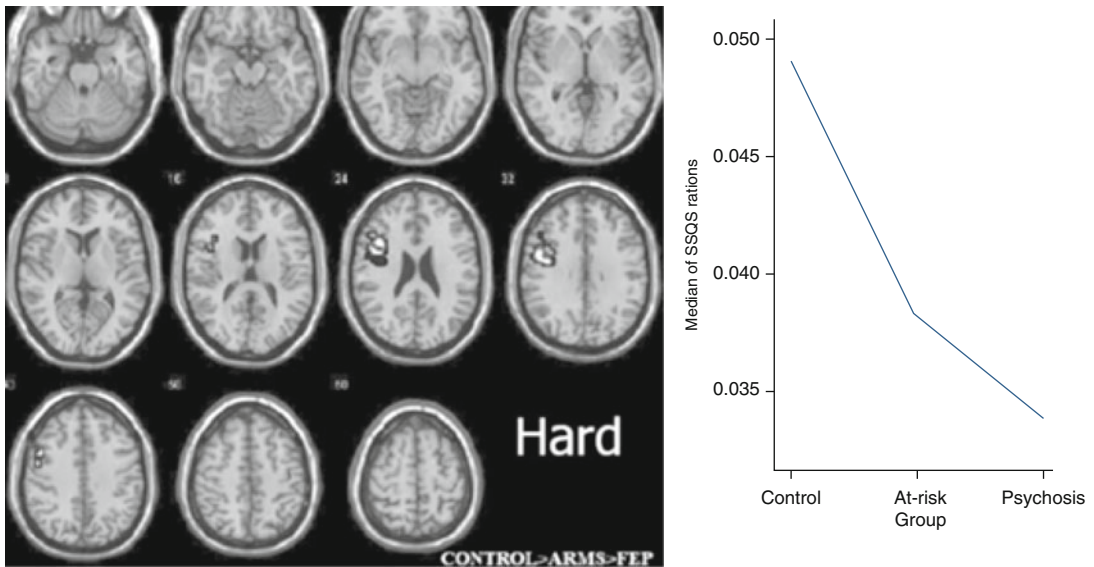 16
24
32
50
60
Hard
CONTROL>ARMS>FEP
Median of SSQS rations
0.050
0.045
0.040
0.035
Control
At-risk
Group
Psychosis